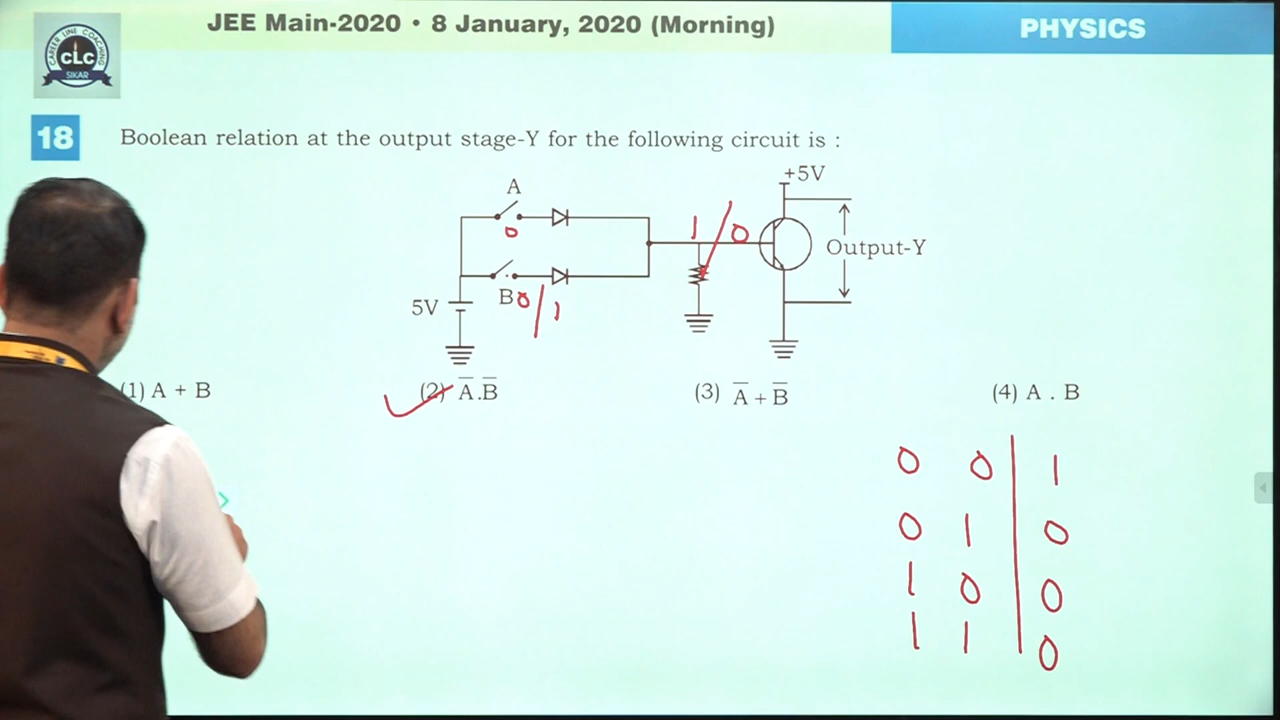 JEE Main-2020 • 8 January, 2020 (Morning)
PHYSICS
CAREER LINE COACHING
CLC
SIKAR
18 Boolean relation at the output stage-Y for the following circuit is :
+5V
A
0
1/0
Output-Y
B 0/1
5V
(1) A + B
(2) A̅.B̅
(3) A̅ + B̅
(4) A . B
0 0 | 1
0 1 | 0
1 0 | 0
1 1 | 0